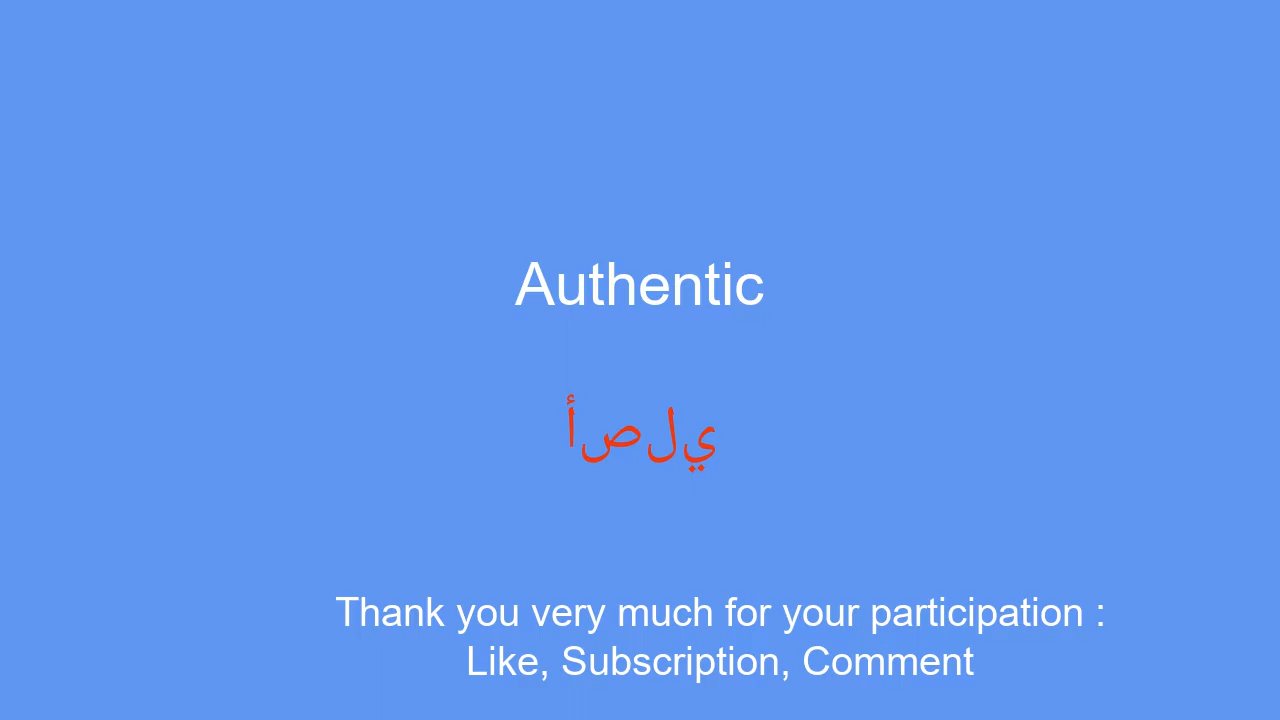 Authentic
أصلي
Thank you very much for your participation :
Like, Subscription, Comment